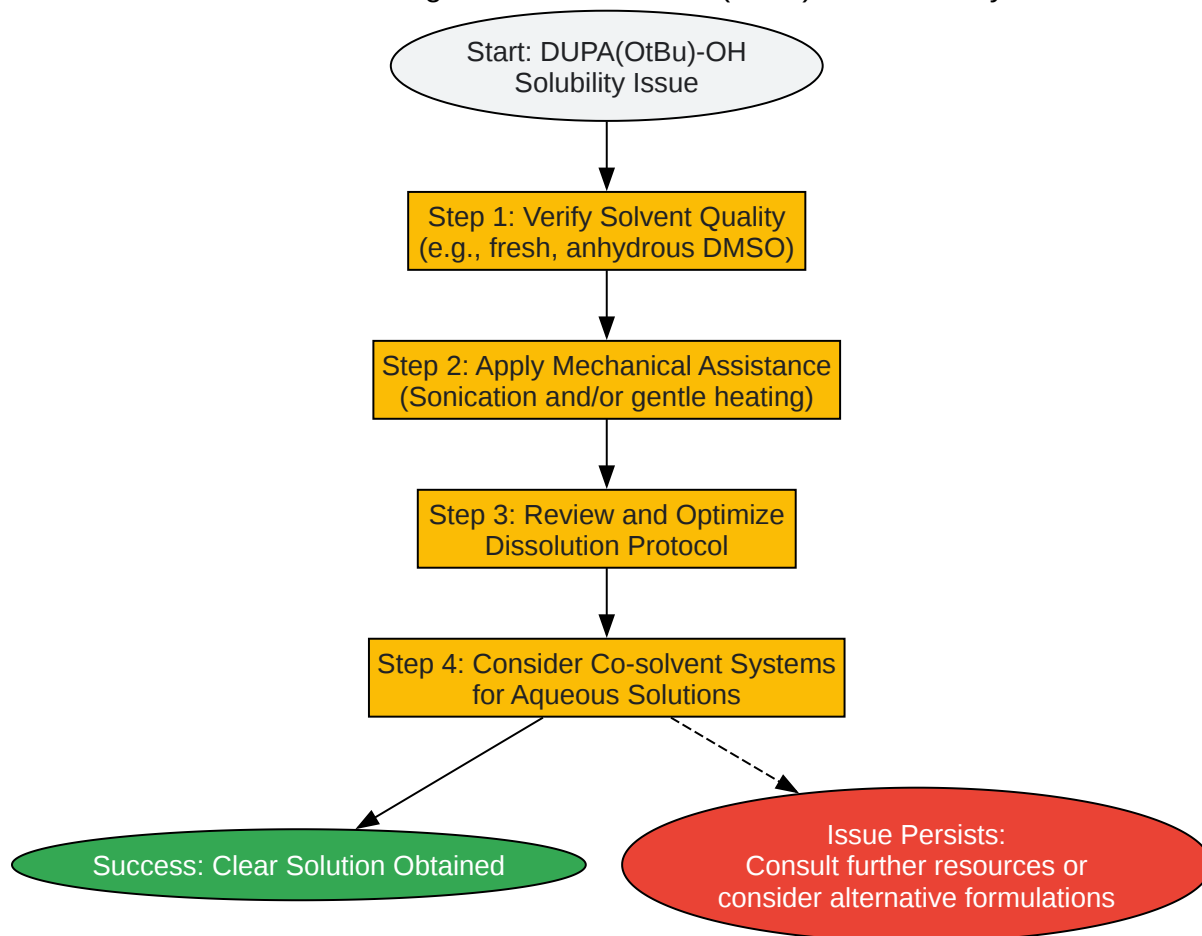 Start: DUPA(OtBu)-OH
Solubility Issue
Step 1: Verify Solvent Quality
(e.g., fresh, anhydrous DMSO)
Step 2: Apply Mechanical Assistance
(Sonication and/or gentle heating)
Step 3: Review and Optimize
Dissolution Protocol
Step 4: Consider Co-solvent Systems
for Aqueous Solutions
Success: Clear Solution Obtained
Issue Persists:
Consult further resources or
consider alternative formulations